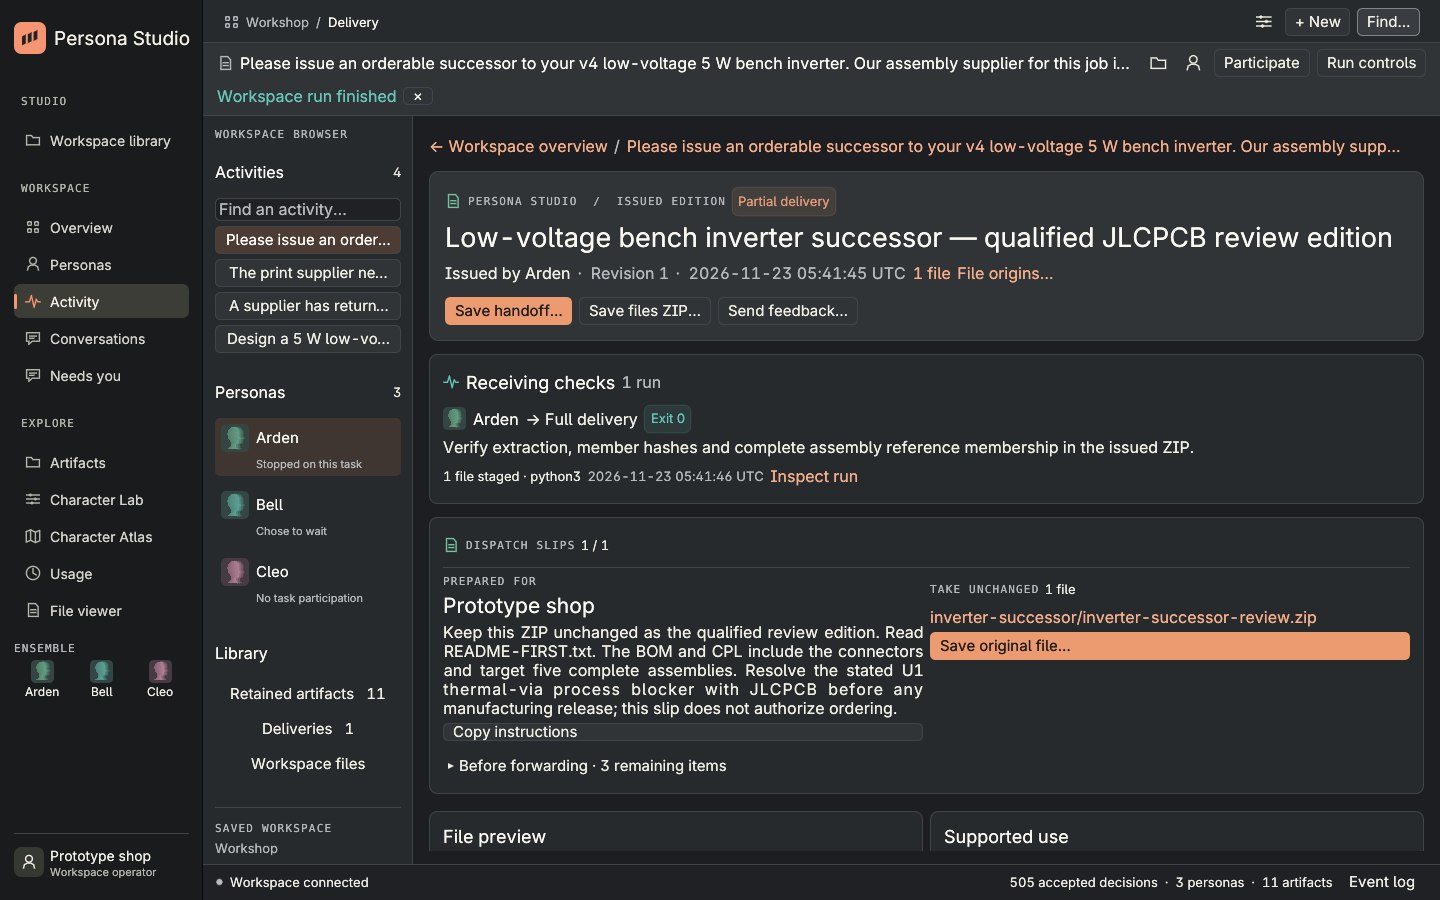 Persona Studio
STUDIO
Workspace library
WORKSPACE
Overview
Personas
Activity
Conversations
Needs you
EXPLORE
Artifacts
Character Lab
Character Atlas
Usage
File viewer
ENSEMBLE
Arden Bell Cleo
Prototype shop
Workspace operator
Workshop / Delivery
+ New Find...
Please issue an orderable successor to your v4 low-voltage 5 W bench inverter. Our assembly supplier for this job i...
Participate Run controls
Workspace run finished ×
WORKSPACE BROWSER
Activities 4
Find an activity...
Please issue an order...
The print supplier ne...
A supplier has return...
Design a 5 W low-vo...
Personas 3
Arden
Stopped on this task
Bell
Chose to wait
Cleo
No task participation
Library
Retained artifacts 11
Deliveries 1
Workspace files
SAVED WORKSPACE
Workshop
← Workspace overview / Please issue an orderable successor to your v4 low-voltage 5 W bench inverter. Our assembly supp...
PERSONA STUDIO / ISSUED EDITION Partial delivery
Low-voltage bench inverter successor — qualified JLCPCB review edition
Issued by Arden · Revision 1 · 2026-11-23 05:41:45 UTC 1 file File origins...
Save handoff... Save files ZIP... Send feedback...
Receiving checks 1 run
Arden → Full delivery Exit 0
Verify extraction, member hashes and complete assembly reference membership in the issued ZIP.
1 file staged · python3 2026-11-23 05:41:46 UTC Inspect run
DISPATCH SLIPS 1 / 1
PREPARED FOR
Prototype shop
Keep this ZIP unchanged as the qualified review edition. Read
README-FIRST.txt. The BOM and CPL include the connectors
and target five complete assemblies. Resolve the stated U1
thermal-via process blocker with JLCPCB before any
manufacturing release; this slip does not authorize ordering.
Copy instructions
▸ Before forwarding · 3 remaining items
TAKE UNCHANGED 1 file
inverter-successor/inverter-successor-review.zip
Save original file...
File preview
Supported use
Workspace connected
505 accepted decisions · 3 personas · 11 artifacts Event log